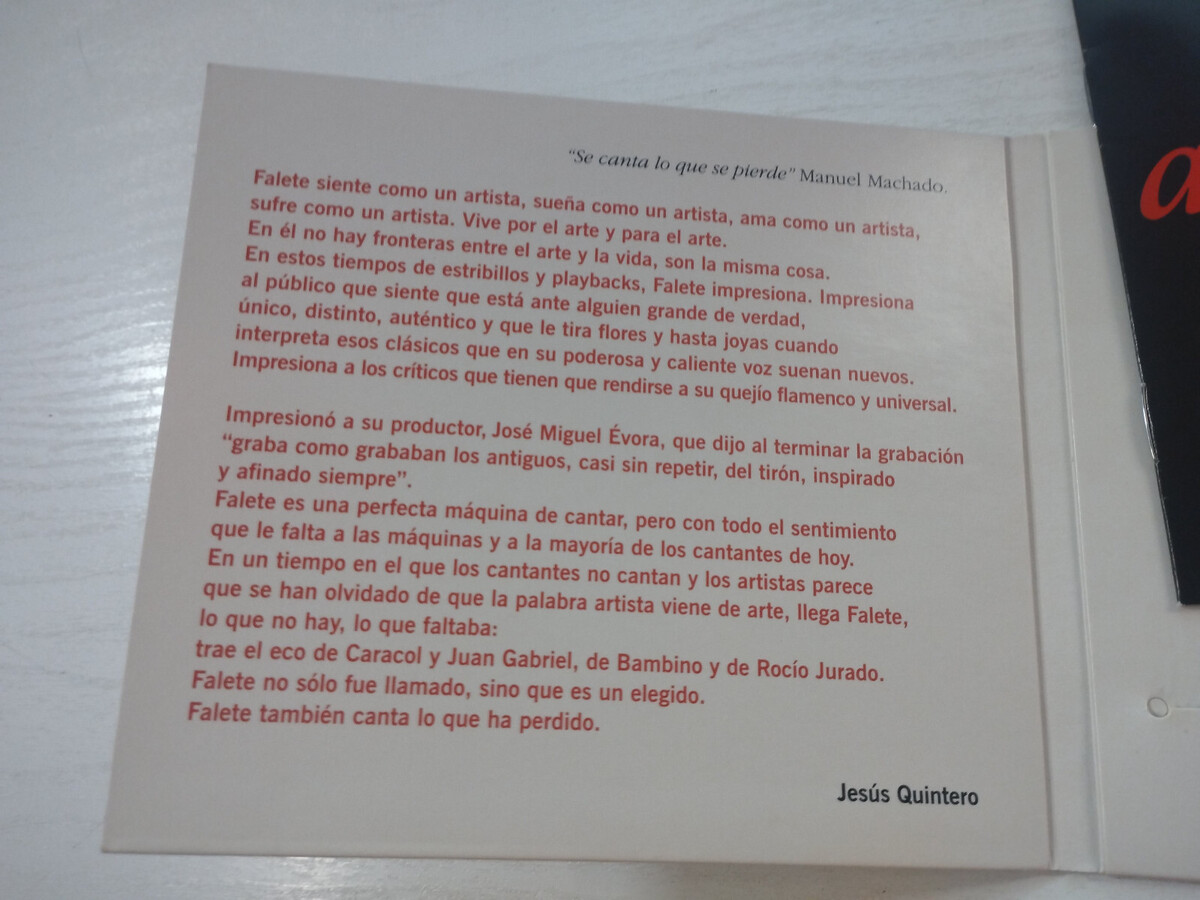 "Se canta lo que se pierde" Manuel Machado.
Falete siente como un artista, sueña como un artista, ama como un artista,
sufre como un artista. Vive por el arte y para el arte.
En él no hay fronteras entre el arte y la vida, son la misma cosa.
En estos tiempos de estribillos y playbacks, Falete impresiona. Impresiona
al público que siente que está ante alguien grande de verdad,
único, distinto, auténtico y que le tira flores y hasta joyas cuando
interpreta esos clásicos que en su poderosa y caliente voz suenan nuevos.
Impresiona a los críticos que tienen que rendirse a su quejío flamenco y universal.
Impresionó a su productor, José Miguel Évora, que dijo al terminar la grabación
“graba como grababan los antiguos, casi sin repetir, del tirón, inspirado
y afinado siempre”.
Falete es una perfecta máquina de cantar, pero con todo el sentimiento
que le falta a las máquinas y a la mayoría de los cantantes de hoy.
En un tiempo en el que los cantantes no cantan y los artistas parece
que se han olvidado de que la palabra artista viene de arte, llega Falete,
lo que no hay, lo que faltaba:
trae el eco de Caracol y Juan Gabriel, de Bambino y de Rocío Jurado.
Falete no sólo fue llamado, sino que es un elegido.
Falete también canta lo que ha perdido.
Jesús Quintero